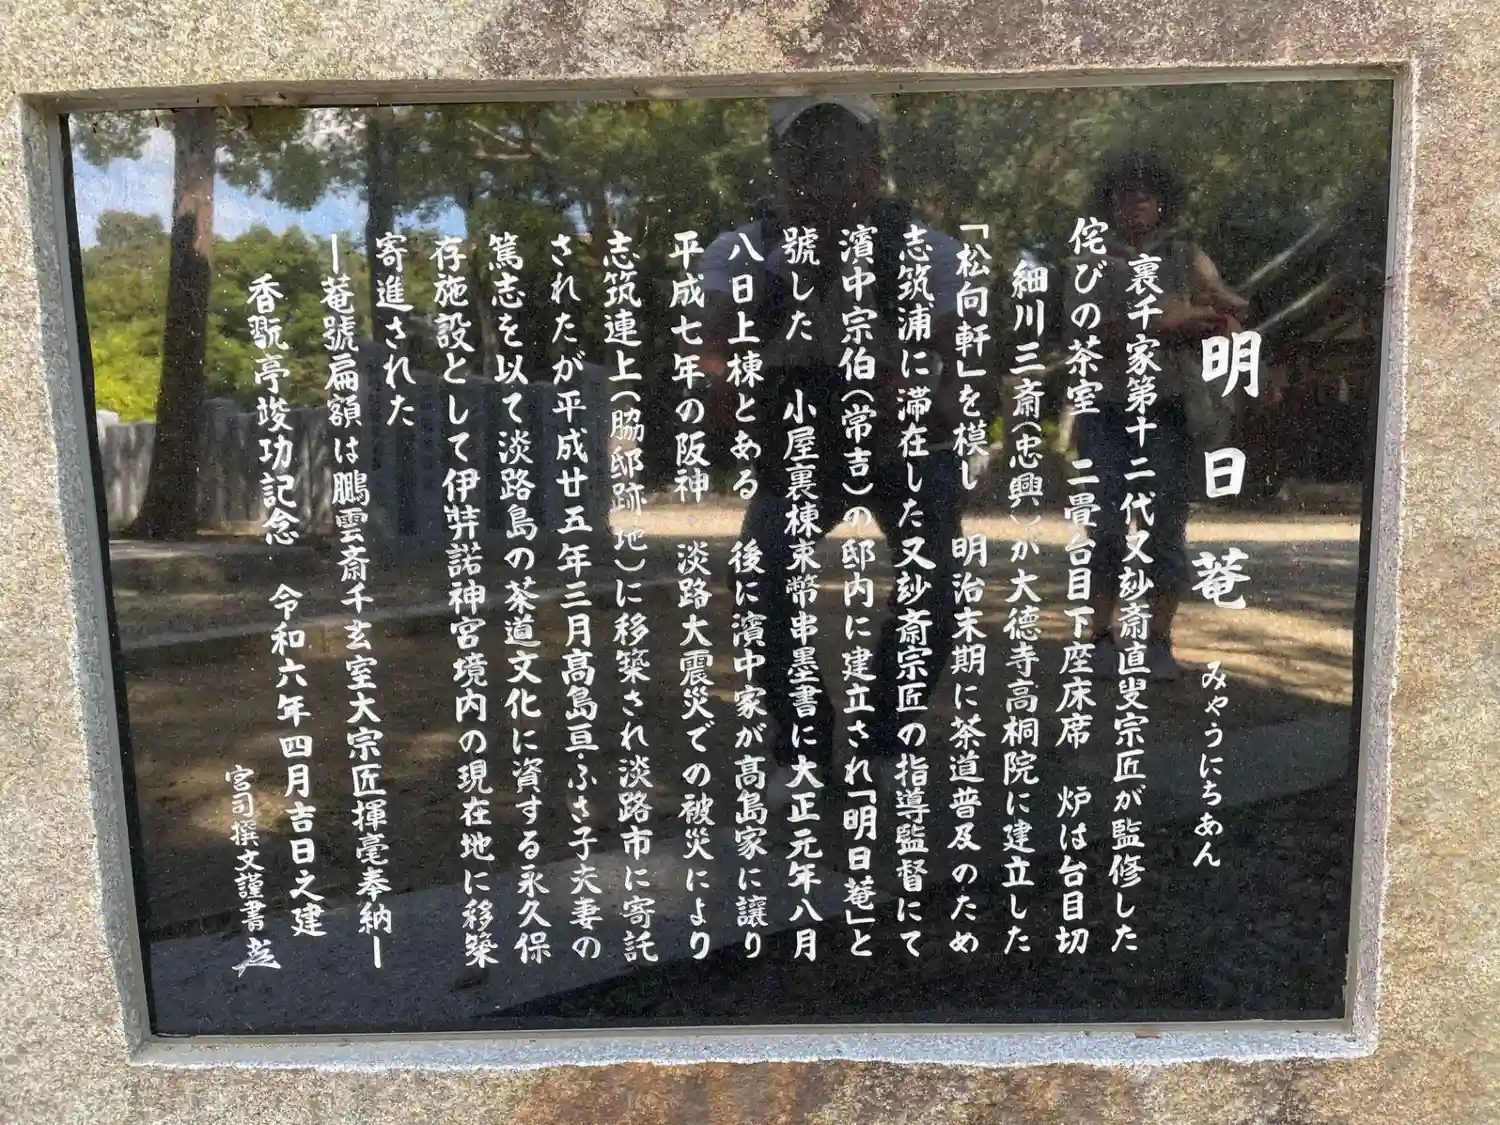 明日菴 みゃうにちあん
裏千家第十二代又玅斎直叟宗匠が監修した
侘びの茶室 二畳台目下座床席 炉は台目切
細川三斎(忠興)が大徳寺高桐院に建立した
「松向軒」を模し 明治末期に茶道普及のため
志筑浦に滞在した又玅斎宗匠の指導監督にて
濱中宗伯(常吉)の邸内に建立され「明日菴」と
號した 小屋裏棟束幣串墨書に大正元年八月
八日上棟とある 後に濱中家が高島家に譲り
平成七年の阪神・淡路大震災での被災により
志筑連上(脇邸跡地)に移築され淡路市に寄託
されたが平成廿五年三月髙島亘・ふさ子夫妻の
篤志を以て淡路島の茶道文化に資する永久保
存施設として伊弉諾神宮境内の現在地に移築
寄進された
ー菴號扁額は鵬雲斎千玄室大宗匠揮毫奉納ー
香翫亭竣功記念 令和六年四月吉日之建
宮司撰文謹書